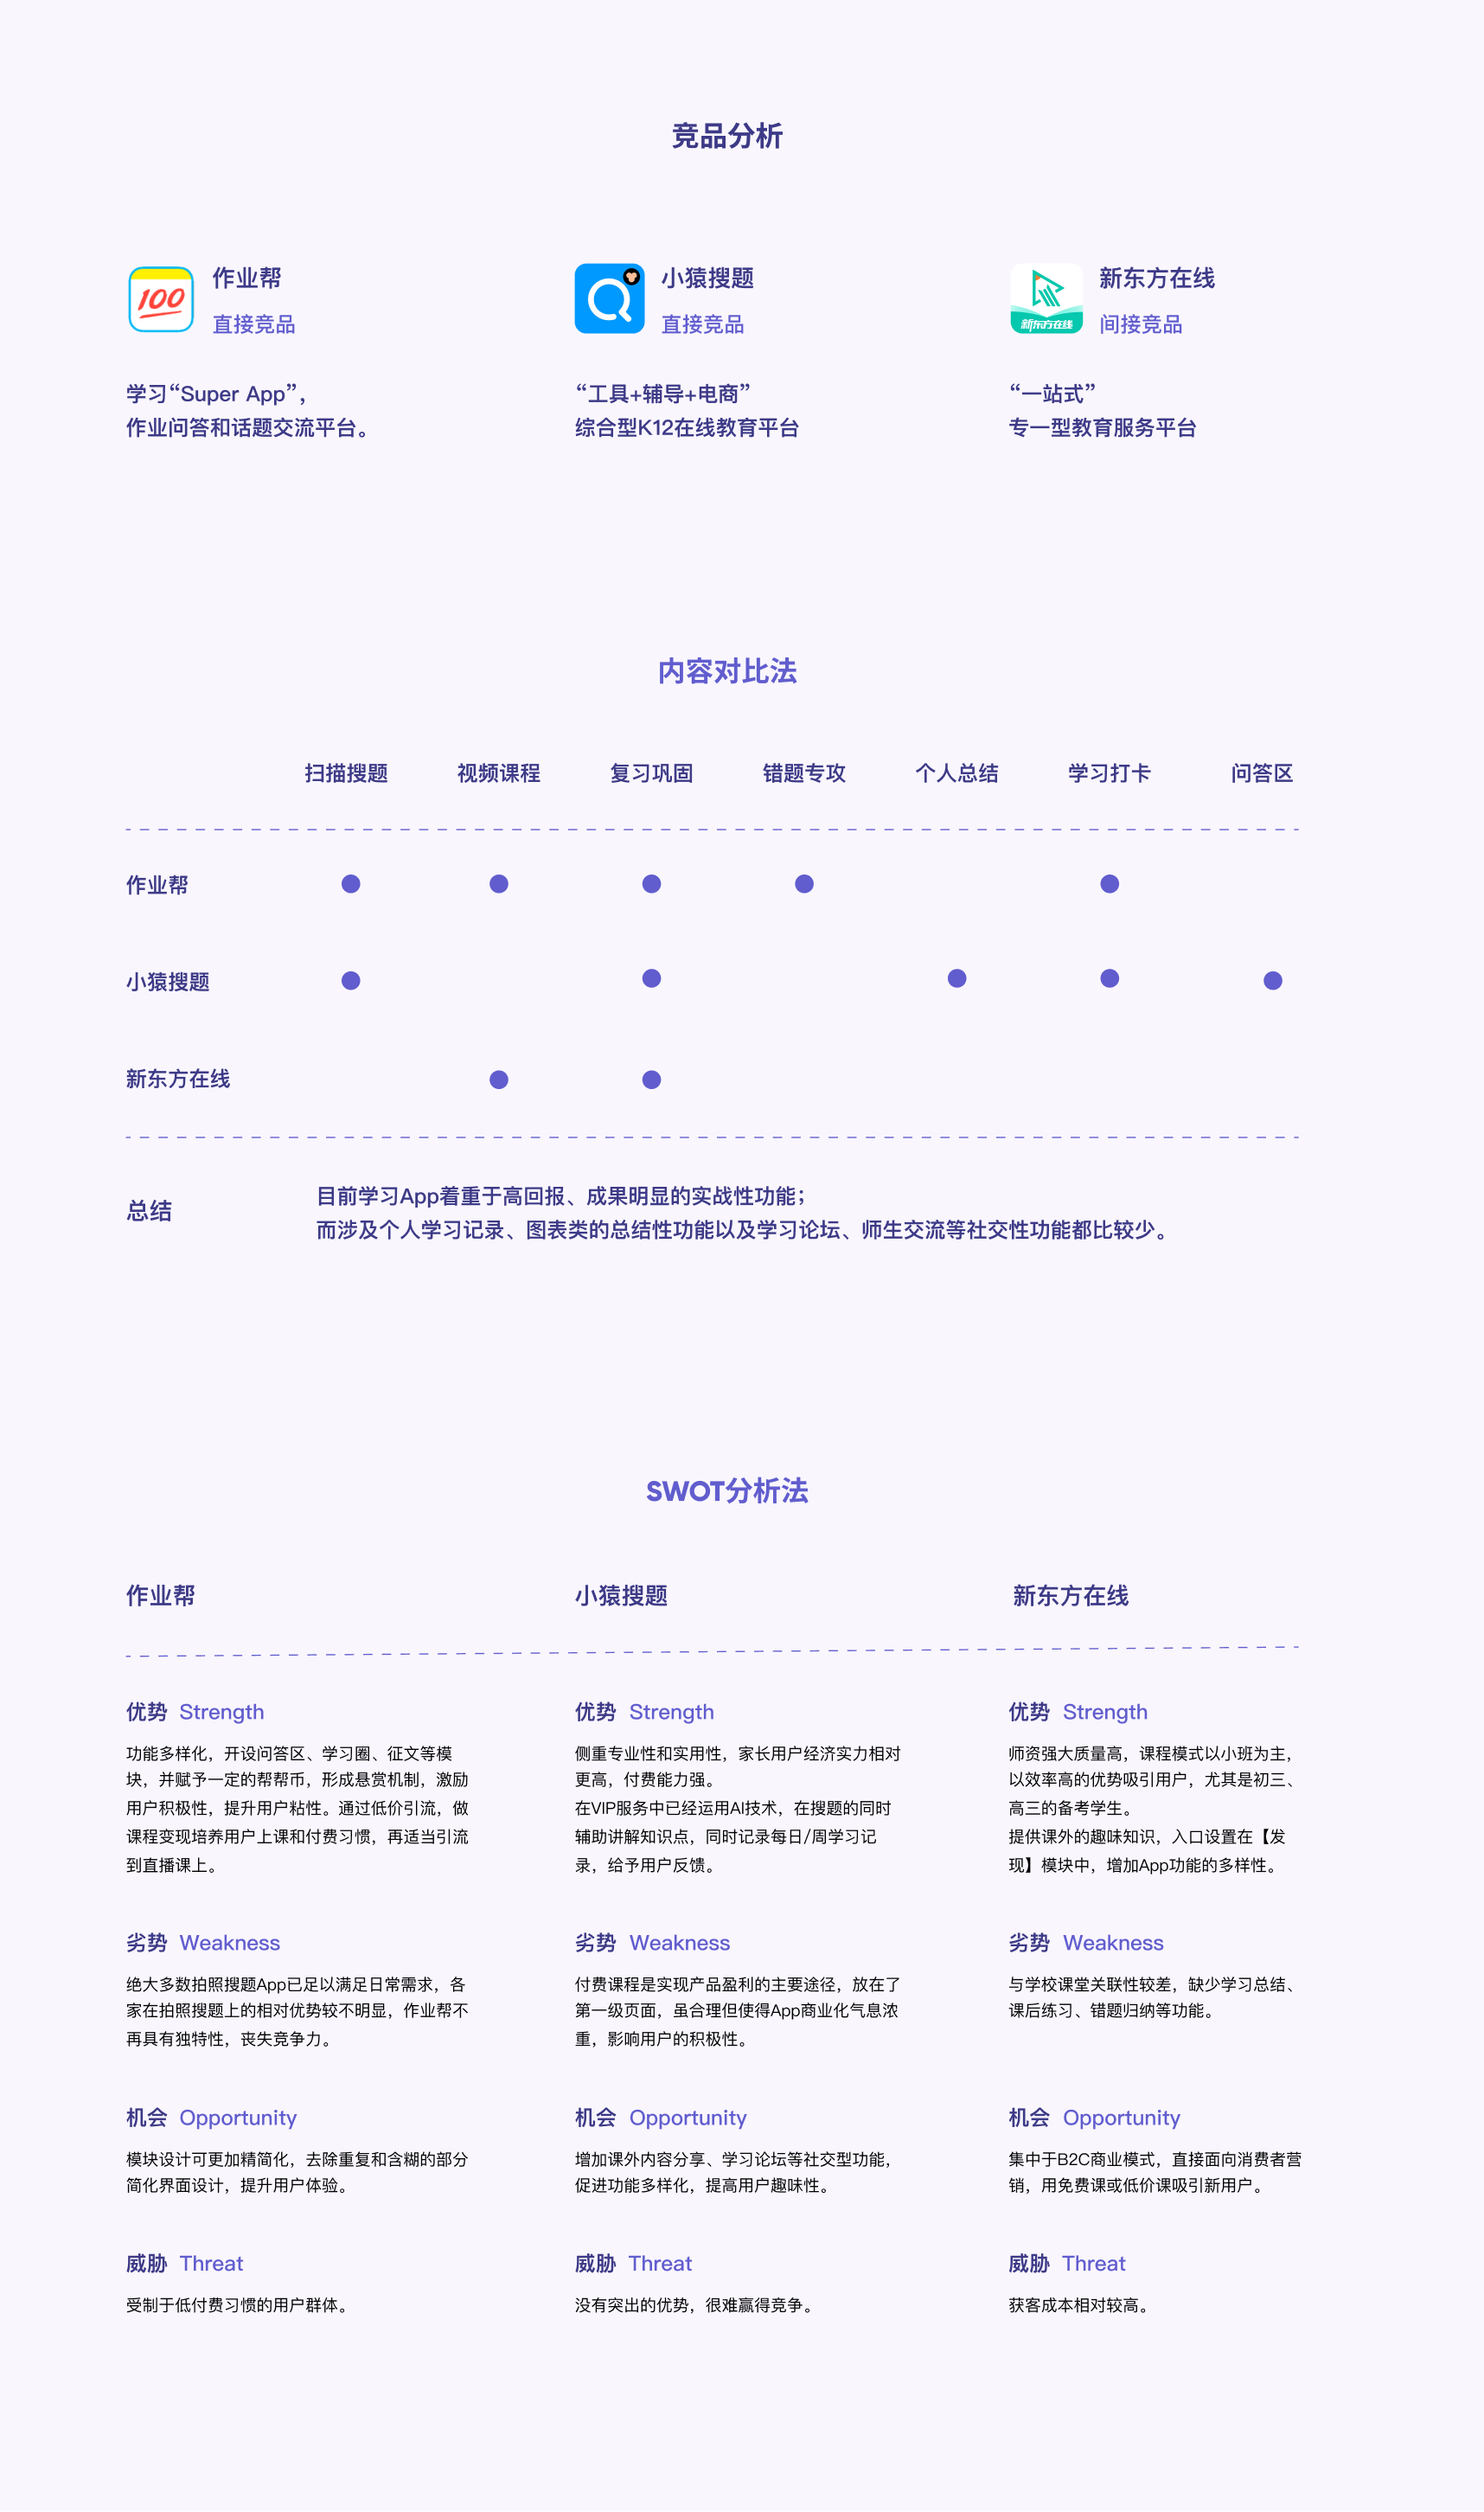 竞品分析
100
作业帮
直接竞品
学习“Super App”，
作业问答和话题交流平台。
小猿搜题
直接竞品
“工具+辅导+电商”
综合型K12在线教育平台
新东方在线
新东方在线
间接竞品
“一站式”
专一型教育服务平台
内容对比法
扫描搜题 视频课程 复习巩固 错题专攻 个人总结 学习打卡 问答区
作业帮
小猿搜题
新东方在线
总结
目前学习App着重于高回报、成果明显的实战性功能；
而涉及个人学习记录、图表类的总结性功能以及学习论坛、师生交流等社交性功能都比较少。
SWOT分析法
作业帮
优势 Strength
功能多样化，开设问答区、学习圈、征文等模
块，并赋予一定的帮帮币，形成悬赏机制，激励
用户积极性，提升用户粘性。通过低价引流，做
课程变现培养用户上课和付费习惯，再适当引流
到直播课上。
劣势 Weakness
绝大多数拍照搜题App已足以满足日常需求，各
家在拍照搜题上的相对优势较不明显，作业帮不
再具有独特性，丧失竞争力。
机会 Opportunity
模块设计可更加精简化，去除重复和含糊的部分
简化界面设计，提升用户体验。
威胁 Threat
受制于低付费习惯的用户群体。
小猿搜题
优势 Strength
侧重专业性和实用性，家长用户经济实力相对
更高，付费能力强。
在VIP服务中已经运用AI技术，在搜题的同时
辅助讲解知识点，同时记录每日/周学习记
录，给予用户反馈。
劣势 Weakness
付费课程是实现产品盈利的主要途径，放在了
第一级页面，虽合理但使得App商业化气息浓
重，影响用户的积极性。
机会 Opportunity
增加课外内容分享、学习论坛等社交型功能，
促进功能多样化，提高用户趣味性。
威胁 Threat
没有突出的优势，很难赢得竞争。
新东方在线
优势 Strength
师资强大质量高，课程模式以小班为主，
以效率高的优势吸引用户，尤其是初三、
高三的备考学生。
提供课外的趣味知识，入口设置在【发
现】模块中，增加App功能的多样性。
劣势 Weakness
与学校课堂关联性较差，缺少学习总结、
课后练习、错题归纳等功能。
机会 Opportunity
集中于B2C商业模式，直接面向消费者营
销，用免费课或低价课吸引新用户。
威胁 Threat
获客成本相对较高。